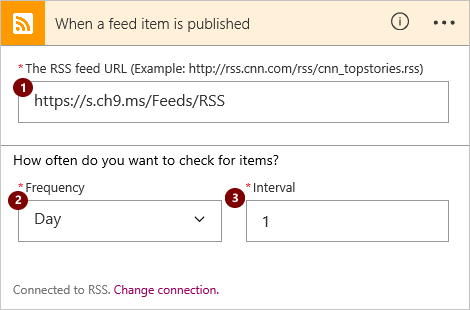 When a feed item is published
* The RSS feed URL (Example: http://rss.cnn.com/rss/cnn_topstories.rss)
1
https://s.ch9.ms/Feeds/RSS
How often do you want to check for items?
* Frequency * Interval
2 3
Day 1
Connected to RSS. Change connection.